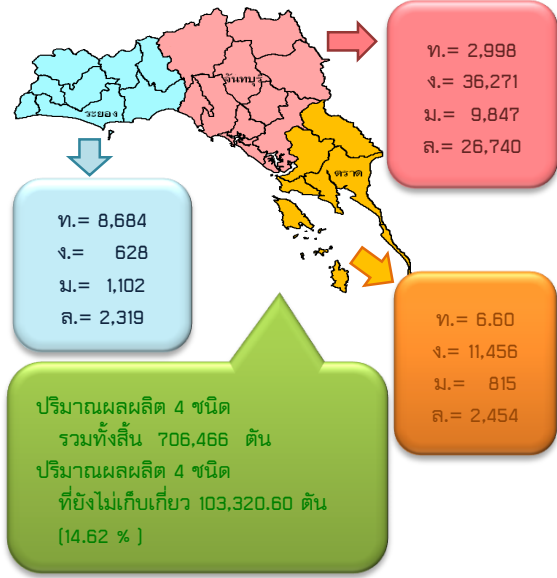 จันทบุรี
ระยอง
ตราด
ท.= 2,998
ง.= 36,271
ม.= 9,847
ล.= 26,740
ท.= 8,684
ง.= 628
ม.= 1,102
ล.= 2,319
ท.= 6.60
ง.= 11,456
ม.= 815
ล.= 2,454
ปริมาณผลผลิต 4 ชนิด
รวมทั้งสิ้น 706,466 ตัน
ปริมาณผลผลิต 4 ชนิด
ที่ยังไม่เก็บเกี่ยว 103,320.60 ตัน
(14.62 % )